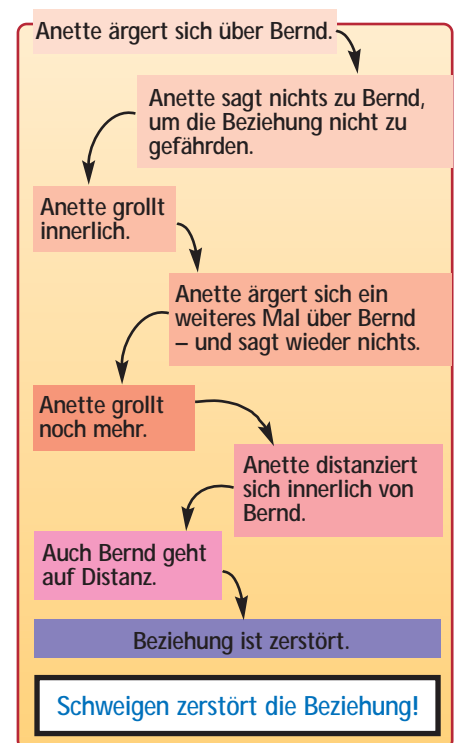 Anette ärgert sich über Bernd.
Anette sagt nichts zu Bernd,
um die Beziehung nicht zu
gefährden.
Anette grollt
innerlich.
Anette ärgert sich ein
weiteres Mal über Bernd
– und sagt wieder nichts.
Anette grollt
noch mehr.
Anette distanziert
sich innerlich von
Bernd.
Auch Bernd geht
auf Distanz.
Beziehung ist zerstört.
Schweigen zerstört die Beziehung!